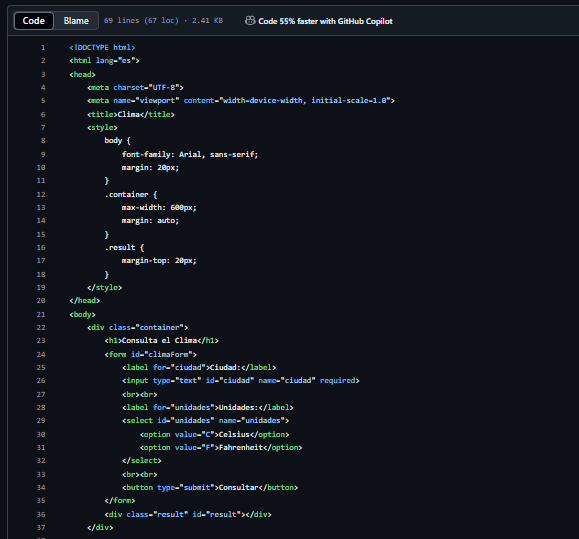 Code Blame 69 lines (67 loc) · 2.41 KB Code 55% faster with GitHub Copilot
1 <!DOCTYPE html>
2 <html lang="es">
3 <head>
4 <meta charset="UTF-8">
5 <meta name="viewport" content="width=device-width, initial-scale=1.0">
6 <title>Clima</title>
7 <style>
8 body {
9 font-family: Arial, sans-serif;
10 margin: 20px;
11 }
12 .container {
13 max-width: 600px;
14 margin: auto;
15 }
16 .result {
17 margin-top: 20px;
18 }
19 </style>
20 </head>
21 <body>
22 <div class="container">
23 <h1>Consulta el Clima</h1>
24 <form id="climaForm">
25 <label for="ciudad">Ciudad:</label>
26 <input type="text" id="ciudad" name="ciudad" required>
27 <br><br>
28 <label for="unidades">Unidades:</label>
29 <select id="unidades" name="unidades">
30 <option value="C">Celsius</option>
31 <option value="F">Fahrenheit</option>
32 </select>
33 <br><br>
34 <button type="submit">Consultar</button>
35 </form>
36 <div class="result" id="result"></div>
37 </div>